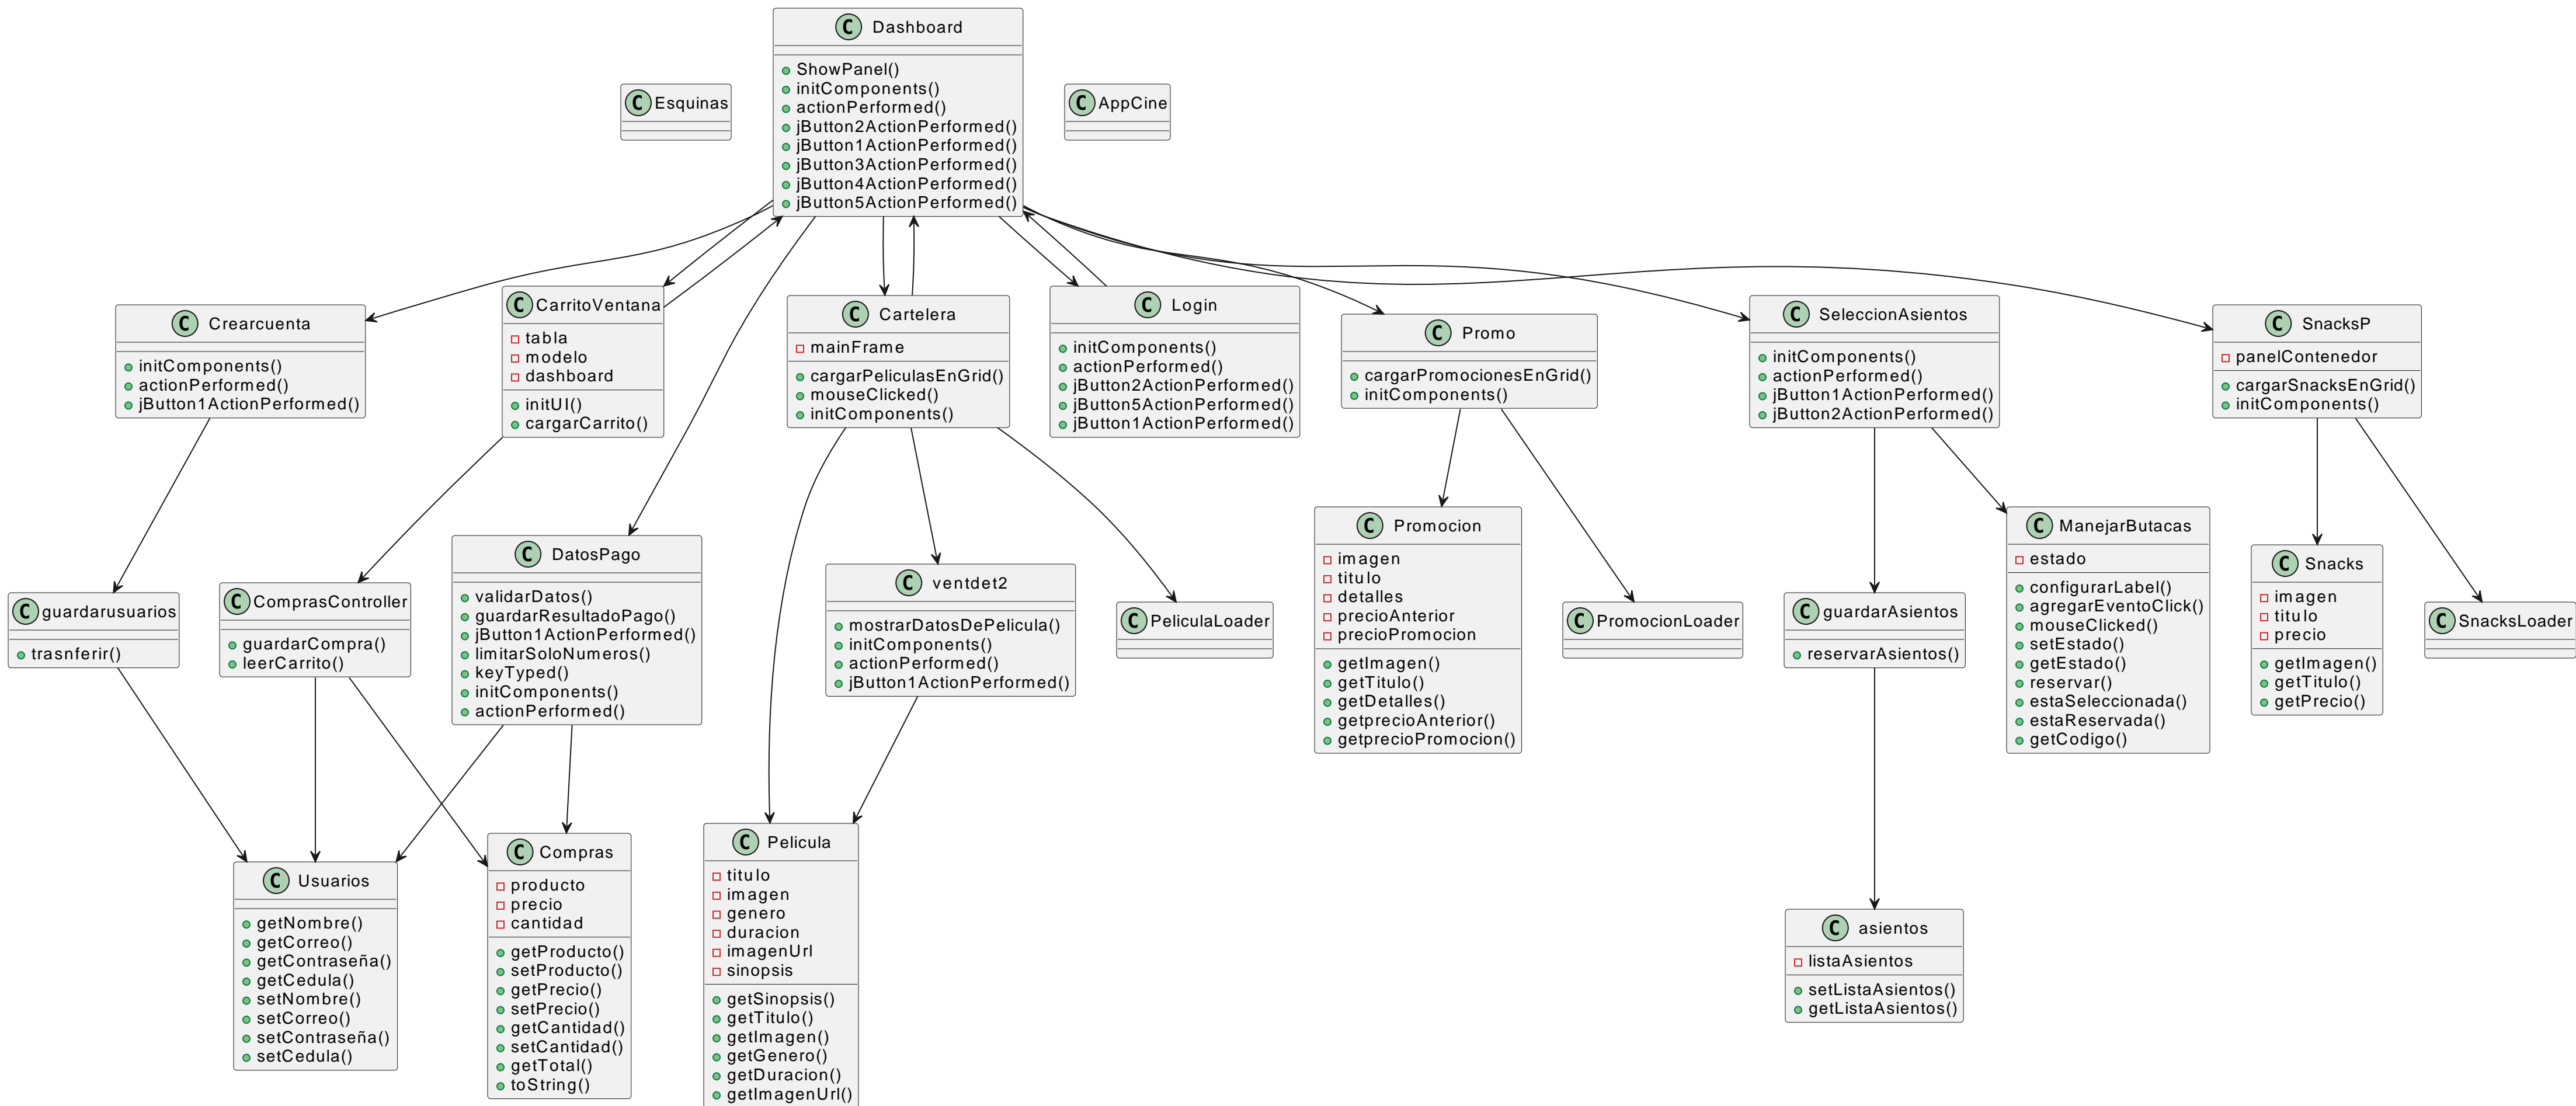 C Dashboard
ShowPanel()
initComponents()
actionPerformed()
jButton2ActionPerformed()
jButton1ActionPerformed()
jButton3ActionPerformed()
jButton4ActionPerformed()
jButton5ActionPerformed()
C Esquinas
C AppCine
C Crearcuenta
initComponents()
actionPerformed()
jButton1ActionPerformed()
C CarritoVentana
tabla
modelo
dashboard
initUI()
cargarCarrito()
C Cartelera
mainFrame
cargarPeliculasEnGrid()
mouseClicked()
initComponents()
C Login
initComponents()
actionPerformed()
jButton2ActionPerformed()
jButton5ActionPerformed()
jButton1ActionPerformed()
C Promo
cargarPromocionesEnGrid()
initComponents()
C SeleccionAsientos
initComponents()
actionPerformed()
jButton1ActionPerformed()
jButton2ActionPerformed()
C SnacksP
panelContenedor
cargarSnacksEnGrid()
initComponents()
C guardarusuarios
trasnferir()
C ComprasController
guardarCompra()
leerCarrito()
C DatosPago
validarDatos()
guardarResultadoPago()
jButton1ActionPerformed()
limitarSoloNumeros()
keyTyped()
initComponents()
actionPerformed()
C ventdet2
mostrarDatosDePelicula()
initComponents()
actionPerformed()
jButton1ActionPerformed()
C PeliculaLoader
C Promocion
imagen
titulo
detalles
precioAnterior
precioPromocion
getImagen()
getTitulo()
getDetalles()
getprecioAnterior()
getprecioPromocion()
C PromocionLoader
C guardarAsientos
reservarAsientos()
C ManejarButacas
estado
configurarLabel()
agregarEventoClick()
mouseClicked()
setEstado()
getEstado()
reservar()
estaSeleccionada()
estaReservada()
getCodigo()
C Snacks
imagen
titulo
precio
getImagen()
getTitulo()
getPrecio()
C SnacksLoader
C Usuarios
getNombre()
getCorreo()
getContraseña()
getCedula()
setNombre()
setCorreo()
setContraseña()
setCedula()
C Compras
producto
precio
cantidad
getProducto()
setProducto()
getPrecio()
setPrecio()
getCantidad()
setCantidad()
getTotal()
toString()
C Pelicula
titulo
imagen
genero
duracion
imagenUrl
sinopsis
getSinopsis()
getTitulo()
getImagen()
getGenero()
getDuracion()
getImagenUrl()
C asientos
listaAsientos
setListaAsientos()
getListaAsientos()